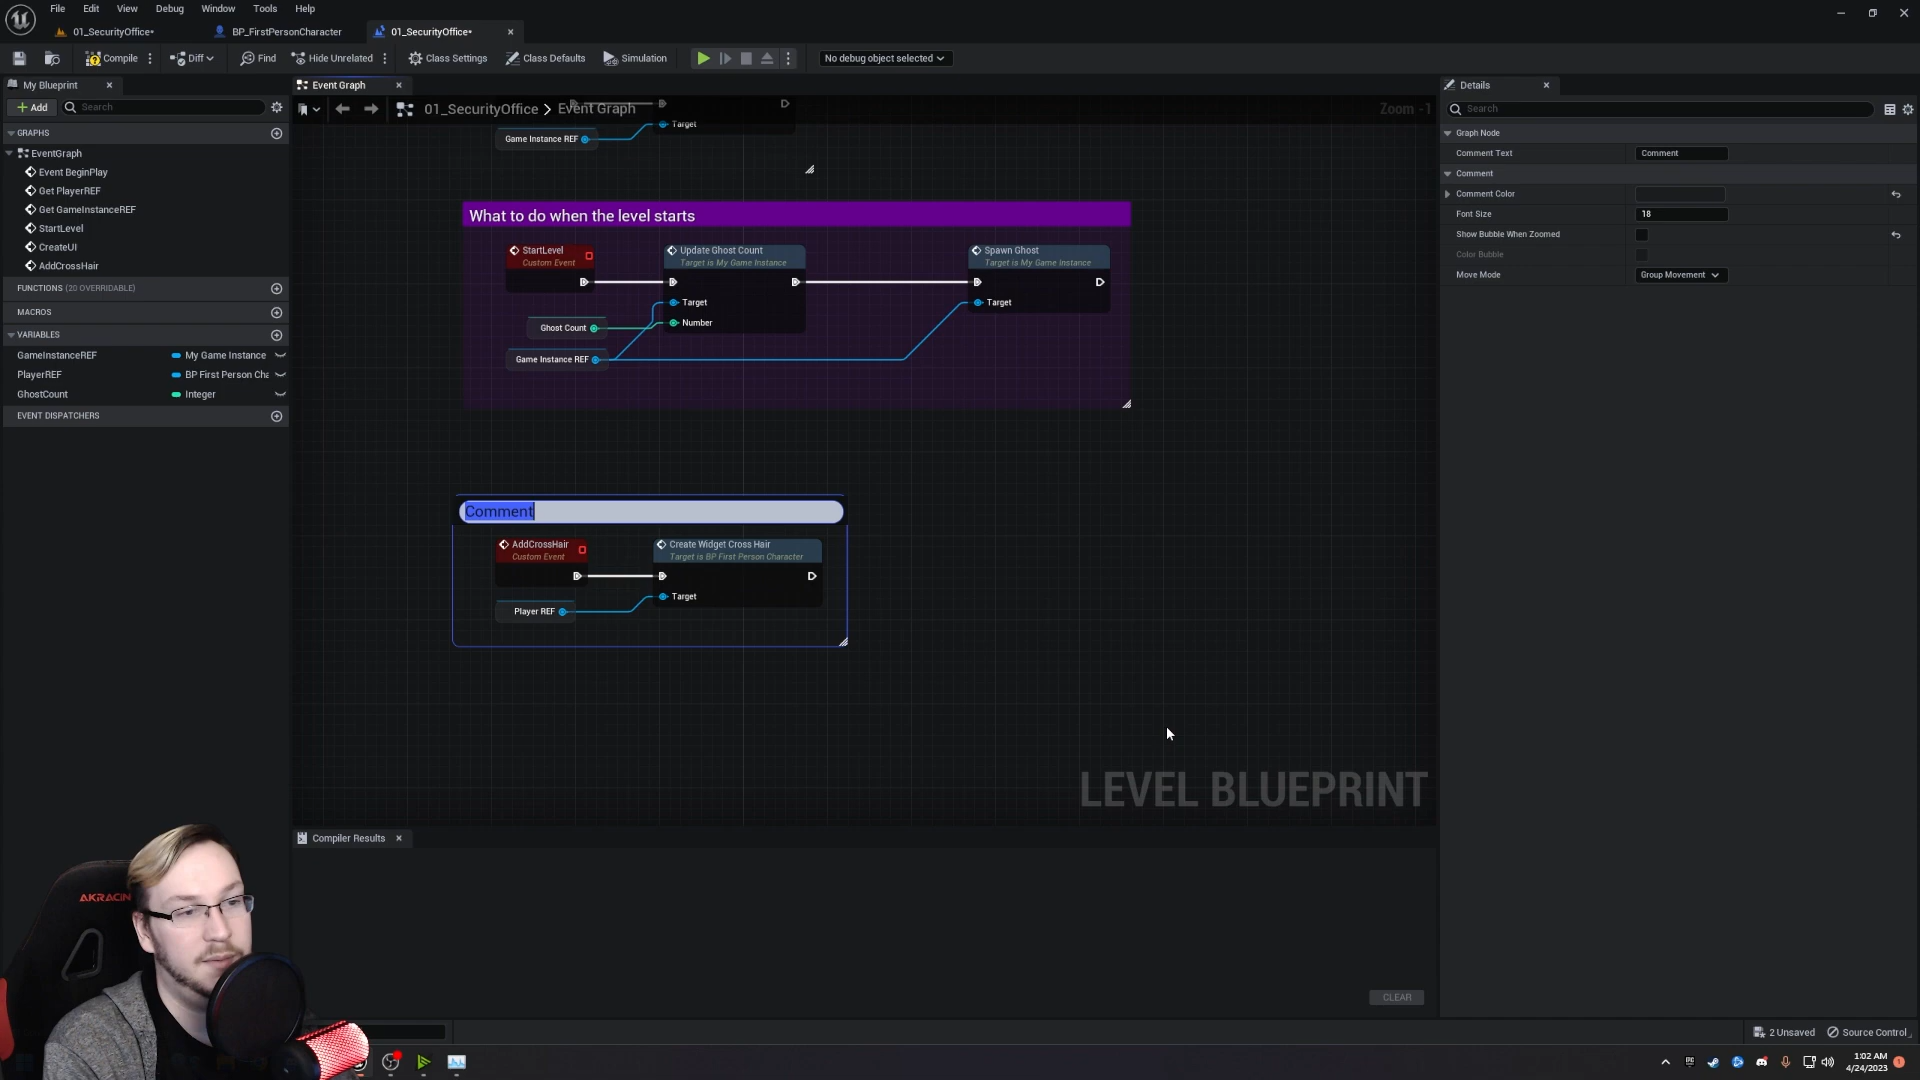 File Edit View Debug Window Tools Help
01_SecurityOffice* BP_FirstPersonCharacter 01_SecurityOffice*
Compile Diff Find Hide Unrelated Class Settings Class Defaults Simulation No debug object selected
My Blueprint
Add Search
GRAPHS
EventGraph
Event BeginPlay
Get PlayerREF
Get GameInstanceREF
StartLevel
CreateUI
AddCrossHair
FUNCTIONS (20 OVERRIDABLE)
MACROS
VARIABLES
GameInstanceREF My Game Instance
PlayerREF BP First Person Cha
GhostCount Integer
EVENT DISPATCHERS
Event Graph
01_SecurityOffice > Event Graph Zoom -1
Target
Game Instance REF
What to do when the level starts
StartLevel
Custom Event
Update Ghost Count
Target is My Game Instance
Target
Number
Spawn Ghost
Target is My Game Instance
Target
Ghost Count
Game Instance REF
Comment
AddCrossHair
Custom Event
Create Widget Cross Hair
Target is BP First Person Character
Target
Player REF
LEVEL BLUEPRINT
Compiler Results
CLEAR
Details
Search
Graph Node
Comment Text Comment
Comment
Comment Color
Font Size 18
Show Bubble When Zoomed
Color Bubble
Move Mode Group Movement
AKRACIN
2 Unsaved Source Control
1:02 AM
4/24/2023
1